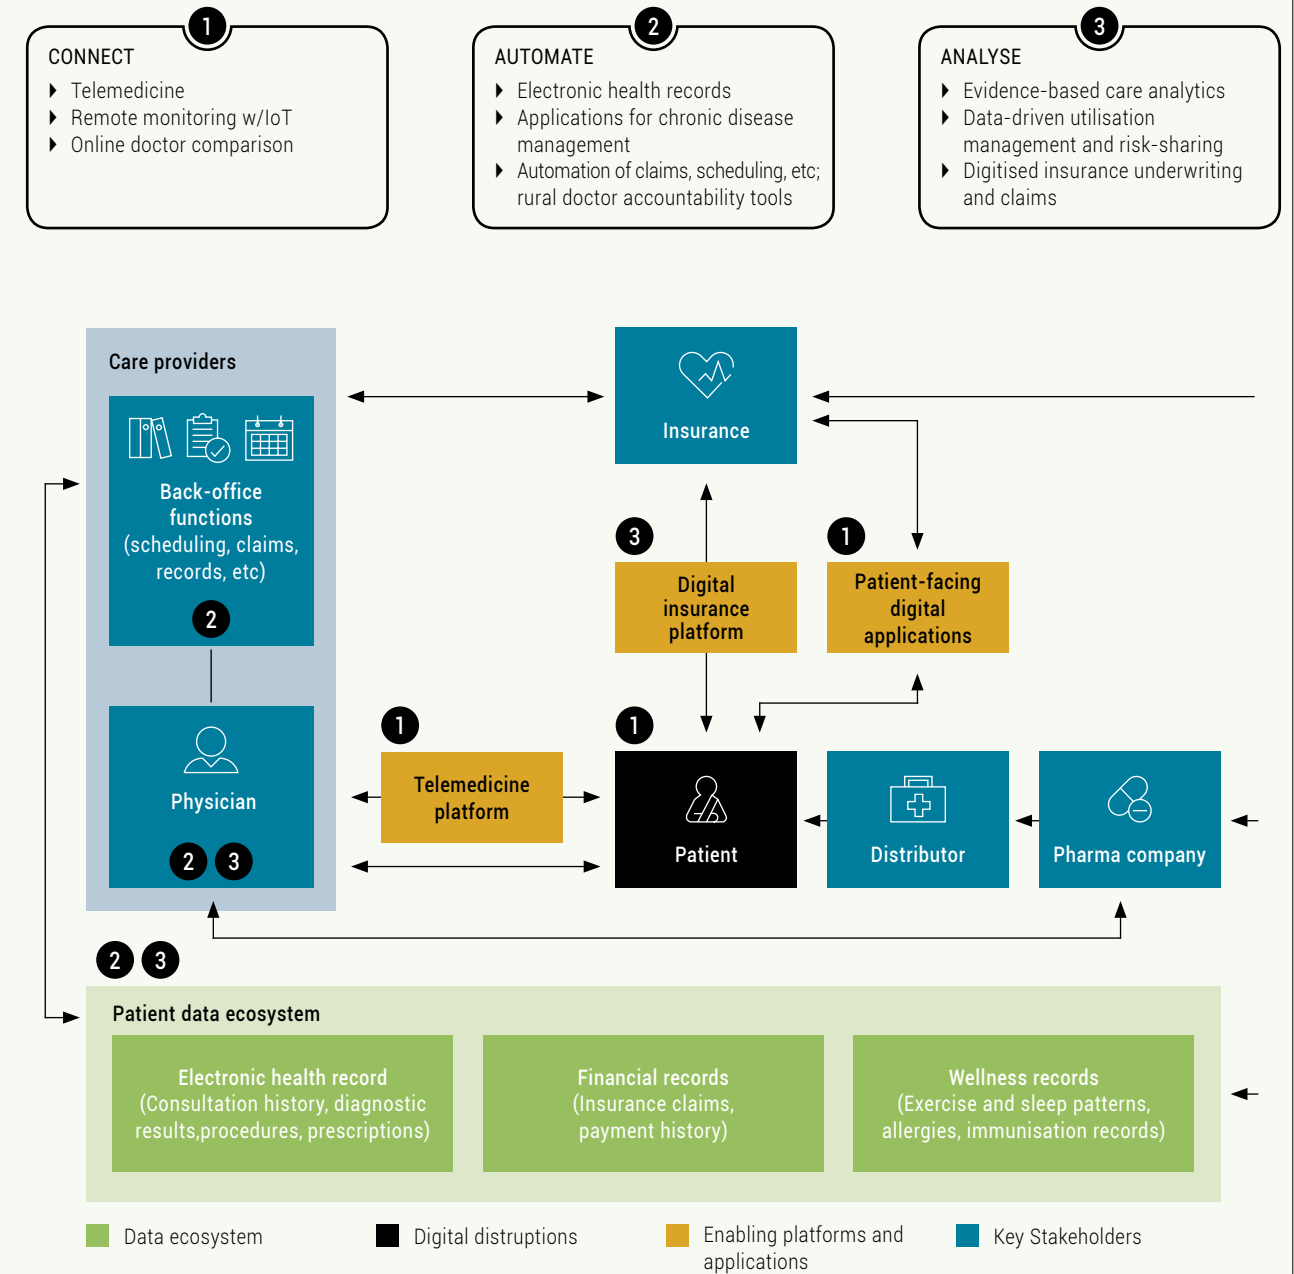 1
CONNECT
Telemedicine
Remote monitoring w/IoT
Online doctor comparison
2
AUTOMATE
Electronic health records
Applications for chronic disease
management
Automation of claims, scheduling, etc;
rural doctor accountability tools
3
ANALYSE
Evidence-based care analytics
Data-driven utilisation
management and risk-sharing
Digitised insurance underwriting
and claims
Care providers
Back-office
functions
(scheduling, claims,
records, etc)
2
Physician
2 3
Insurance
3
Digital
insurance
platform
1
Patient-facing
digital
applications
1
Telemedicine
platform
1
Patient
Distributor
Pharma company
2 3
Patient data ecosystem
Electronic health record
(Consultation history, diagnostic
results,procedures, prescriptions)
Financial records
(Insurance claims,
payment history)
Wellness records
(Exercise and sleep patterns,
allergies, immunisation records)
Data ecosystem
Digital distruptions
Enabling platforms and
applications
Key Stakeholders